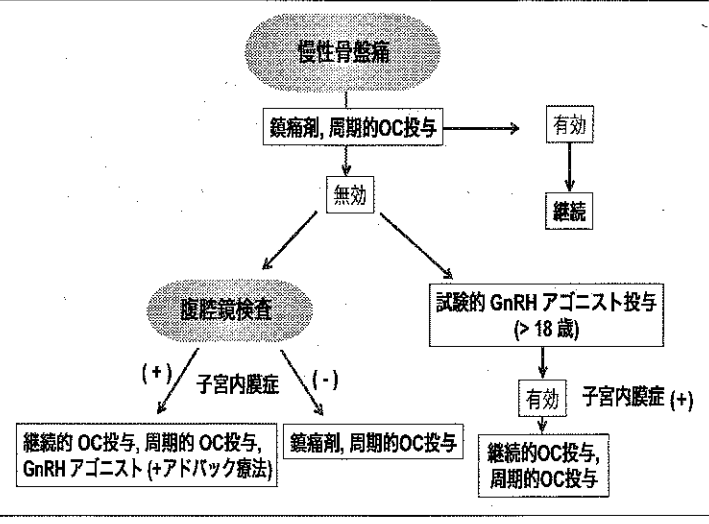 慢性骨盤痛
鎮痛剤, 周期的OC投与
有効
無効
継続
腹腔鏡検査
試験的 GnRH アゴニスト投与
(> 18 歳)
(+)
子宮内膜症
(-)
有効
子宮内膜症 (+)
継続的 OC投与, 周期的 OC投与,
GnRH アゴニスト (+アドバック療法)
鎮痛剤, 周期的OC投与
継続的OC投与,
周期的OC投与